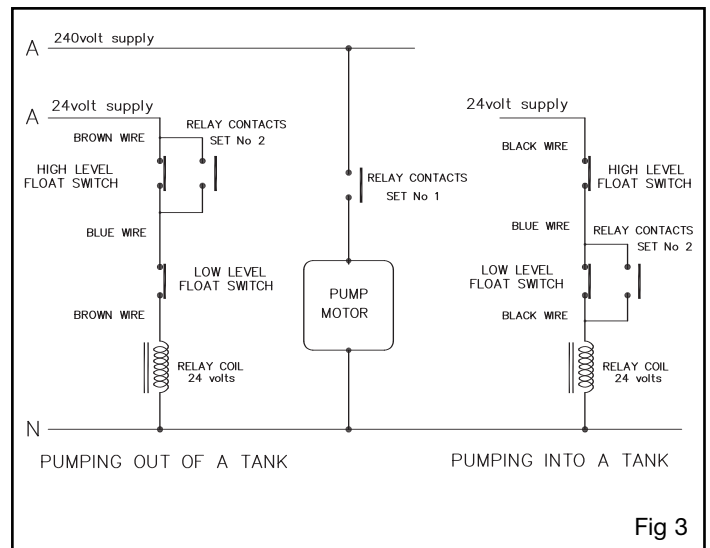 A 240volt supply
A 24volt supply
BROWN WIRE
RELAY CONTACTS
SET No 2
HIGH LEVEL
FLOAT SWITCH
BLUE WIRE
LOW LEVEL
FLOAT SWITCH
BROWN WIRE
RELAY COIL
24 volts
RELAY CONTACTS
SET No 1
PUMP
MOTOR
24volt supply
BLACK WIRE
HIGH LEVEL
FLOAT SWITCH
BLUE WIRE
RELAY CONTACTS
SET No 2
LOW LEVEL
FLOAT SWITCH
BLACK WIRE
RELAY COIL
24 volts
N
PUMPING OUT OF A TANK
PUMPING INTO A TANK
Fig 3